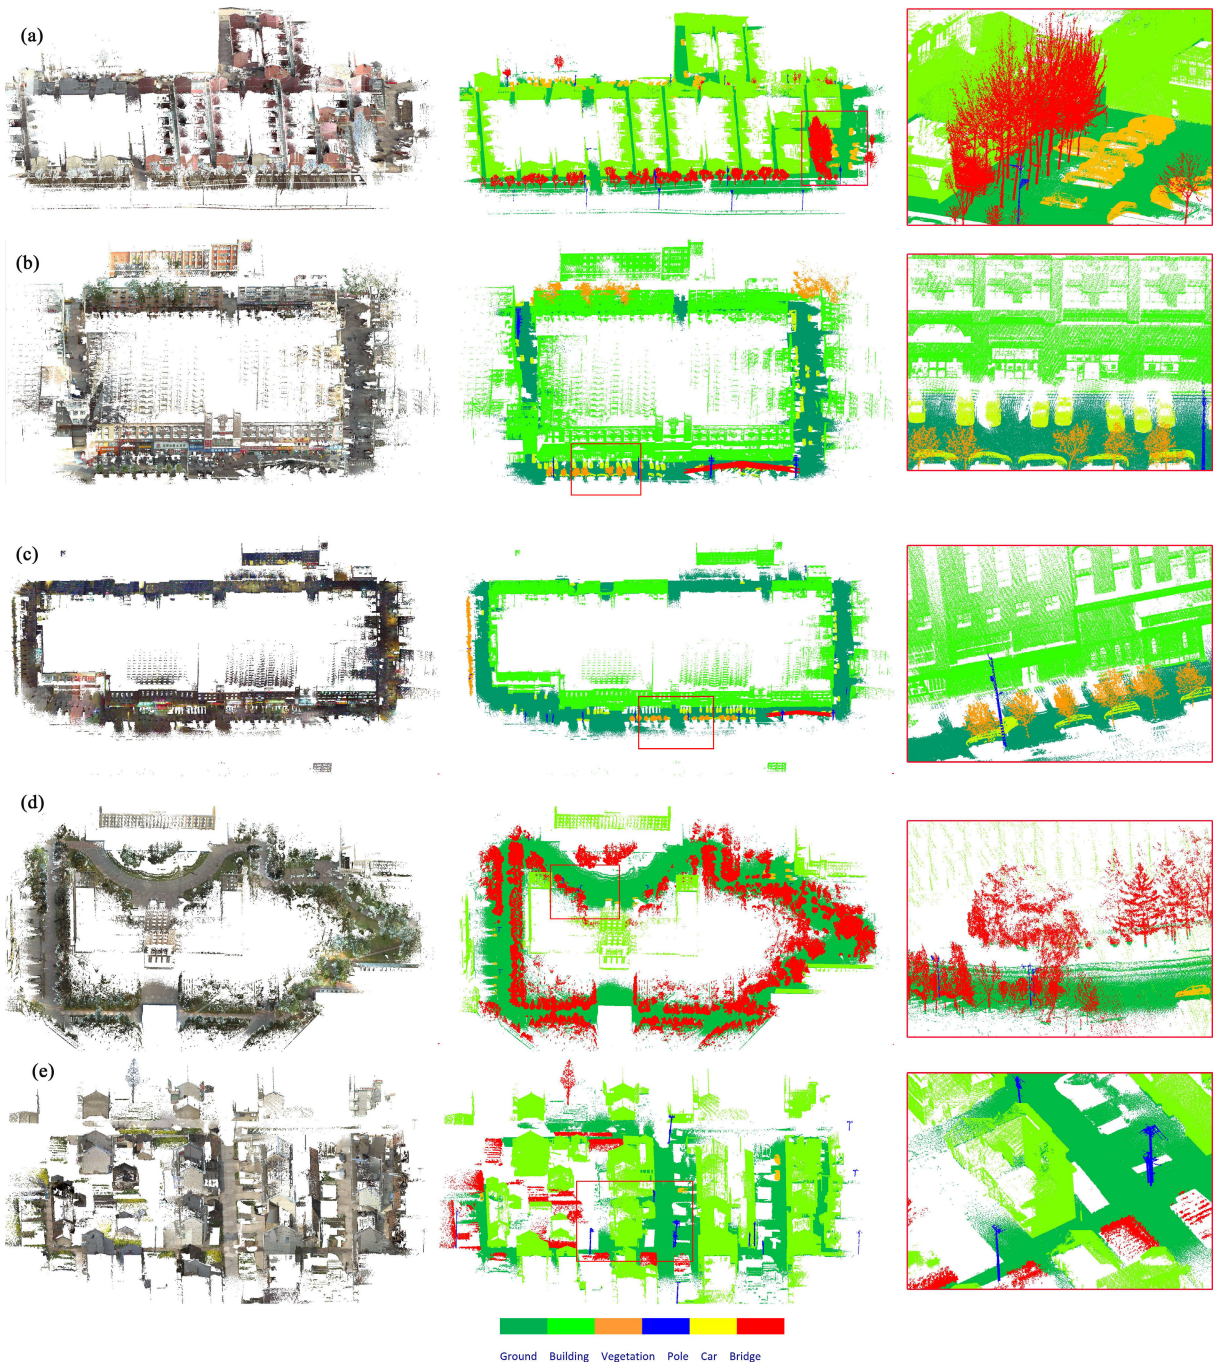 (a)
(b)
(c)
(d)
(e)
Ground Building Vegetation Pole Car Bridge